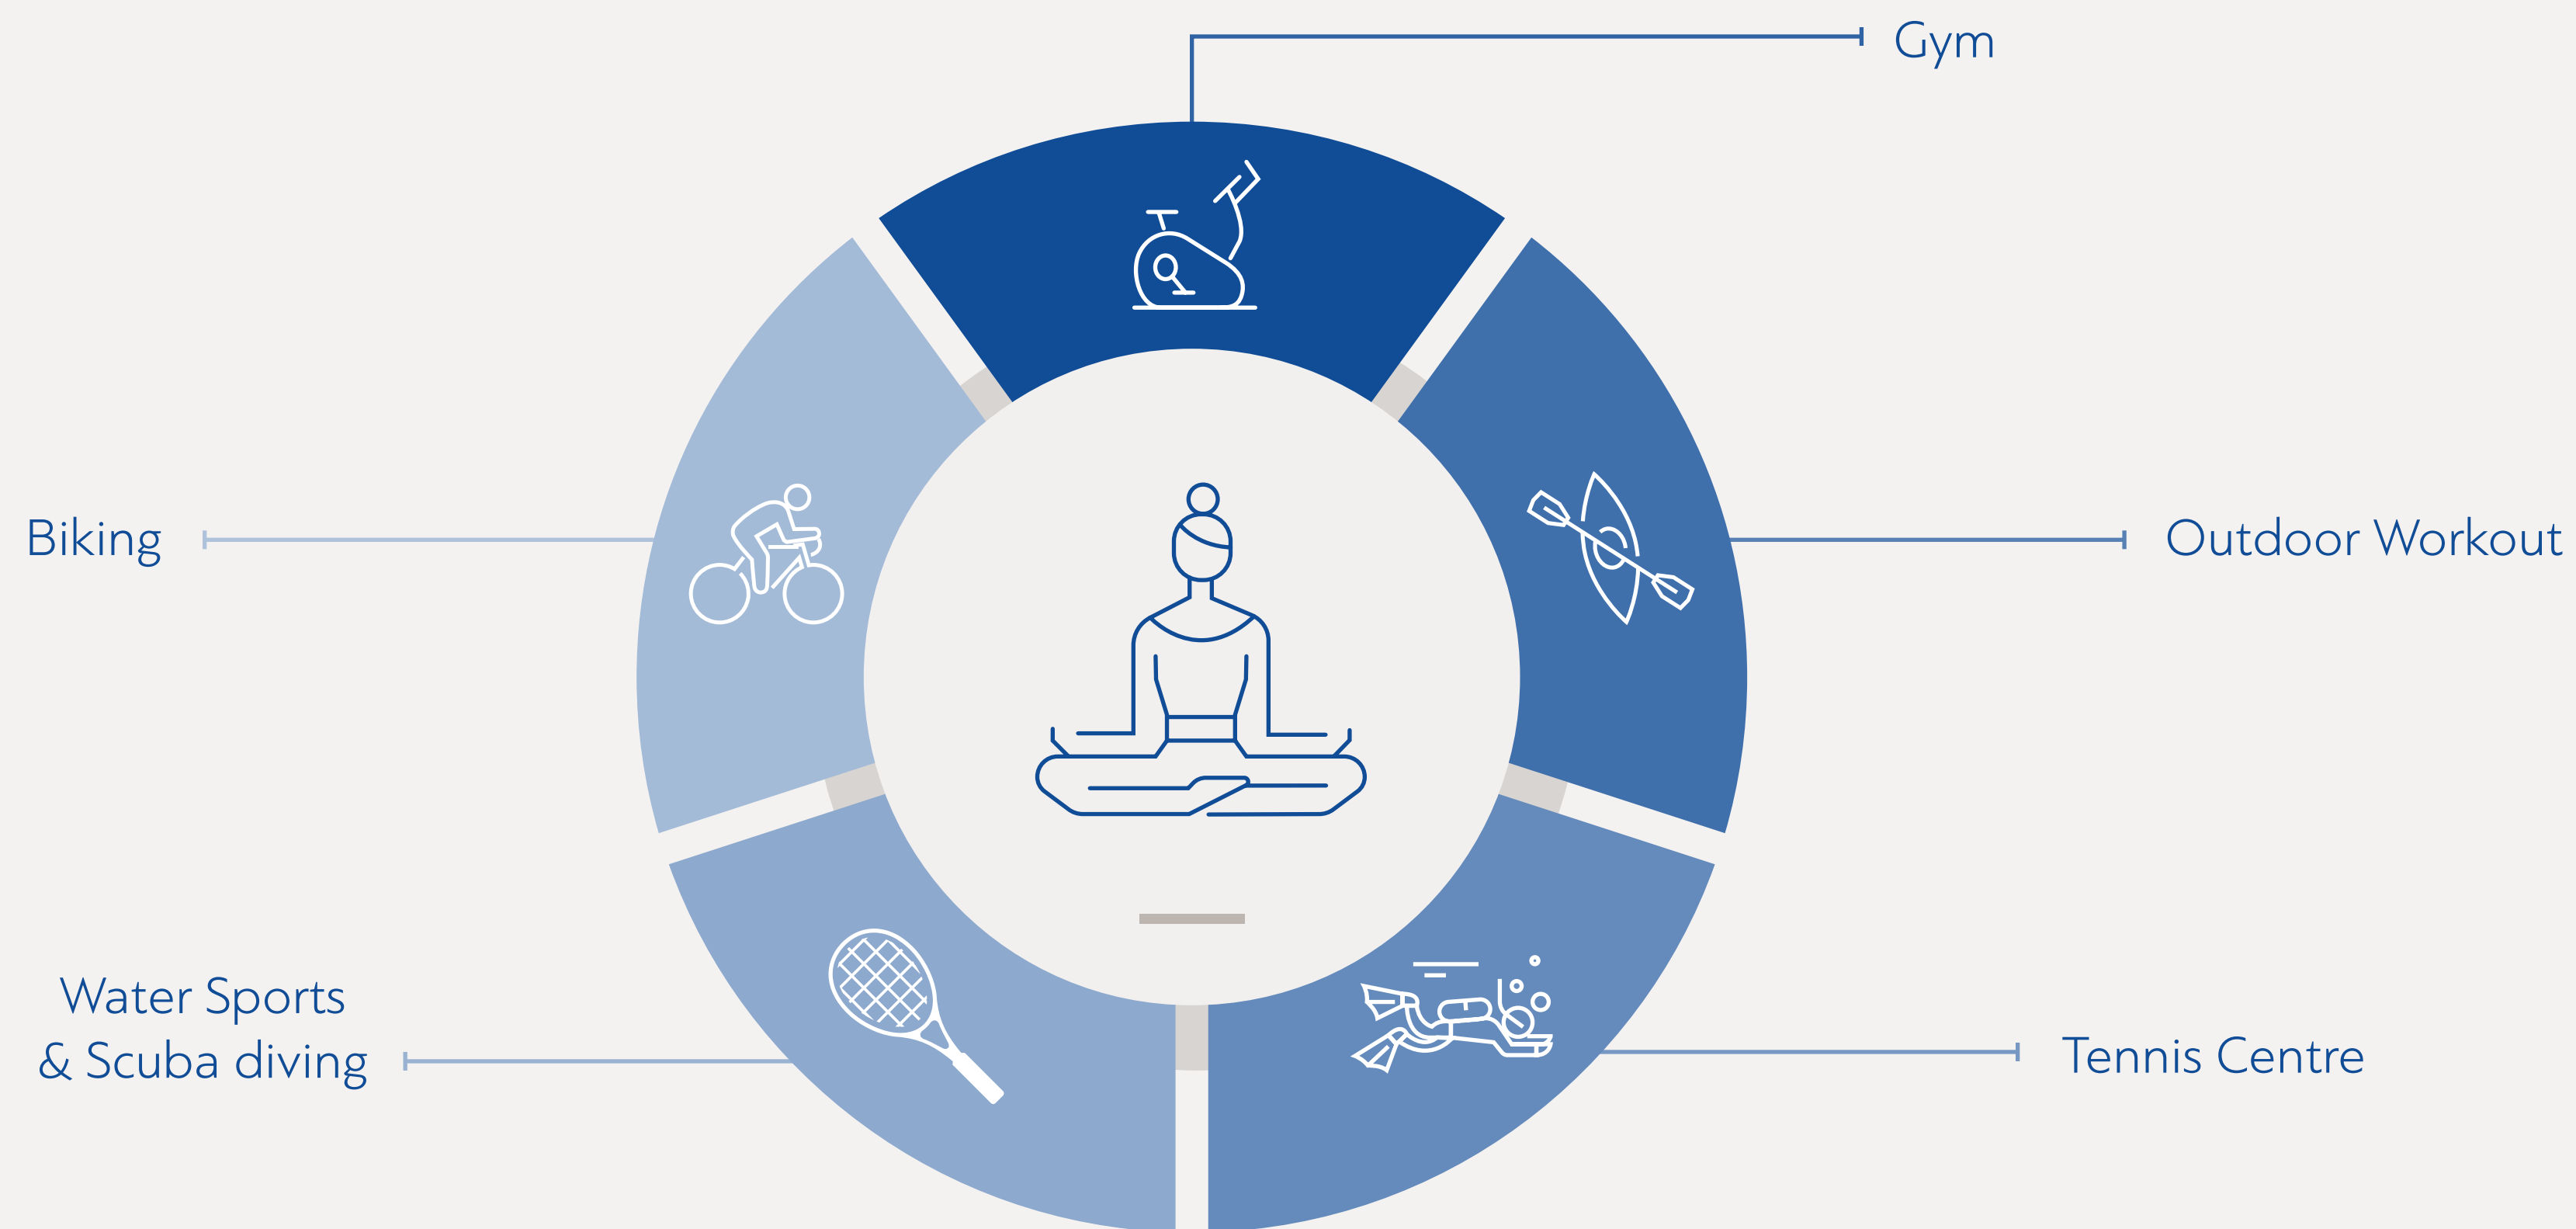 Gym
Biking
Outdoor Workout
Water Sports
& Scuba diving
Tennis Centre